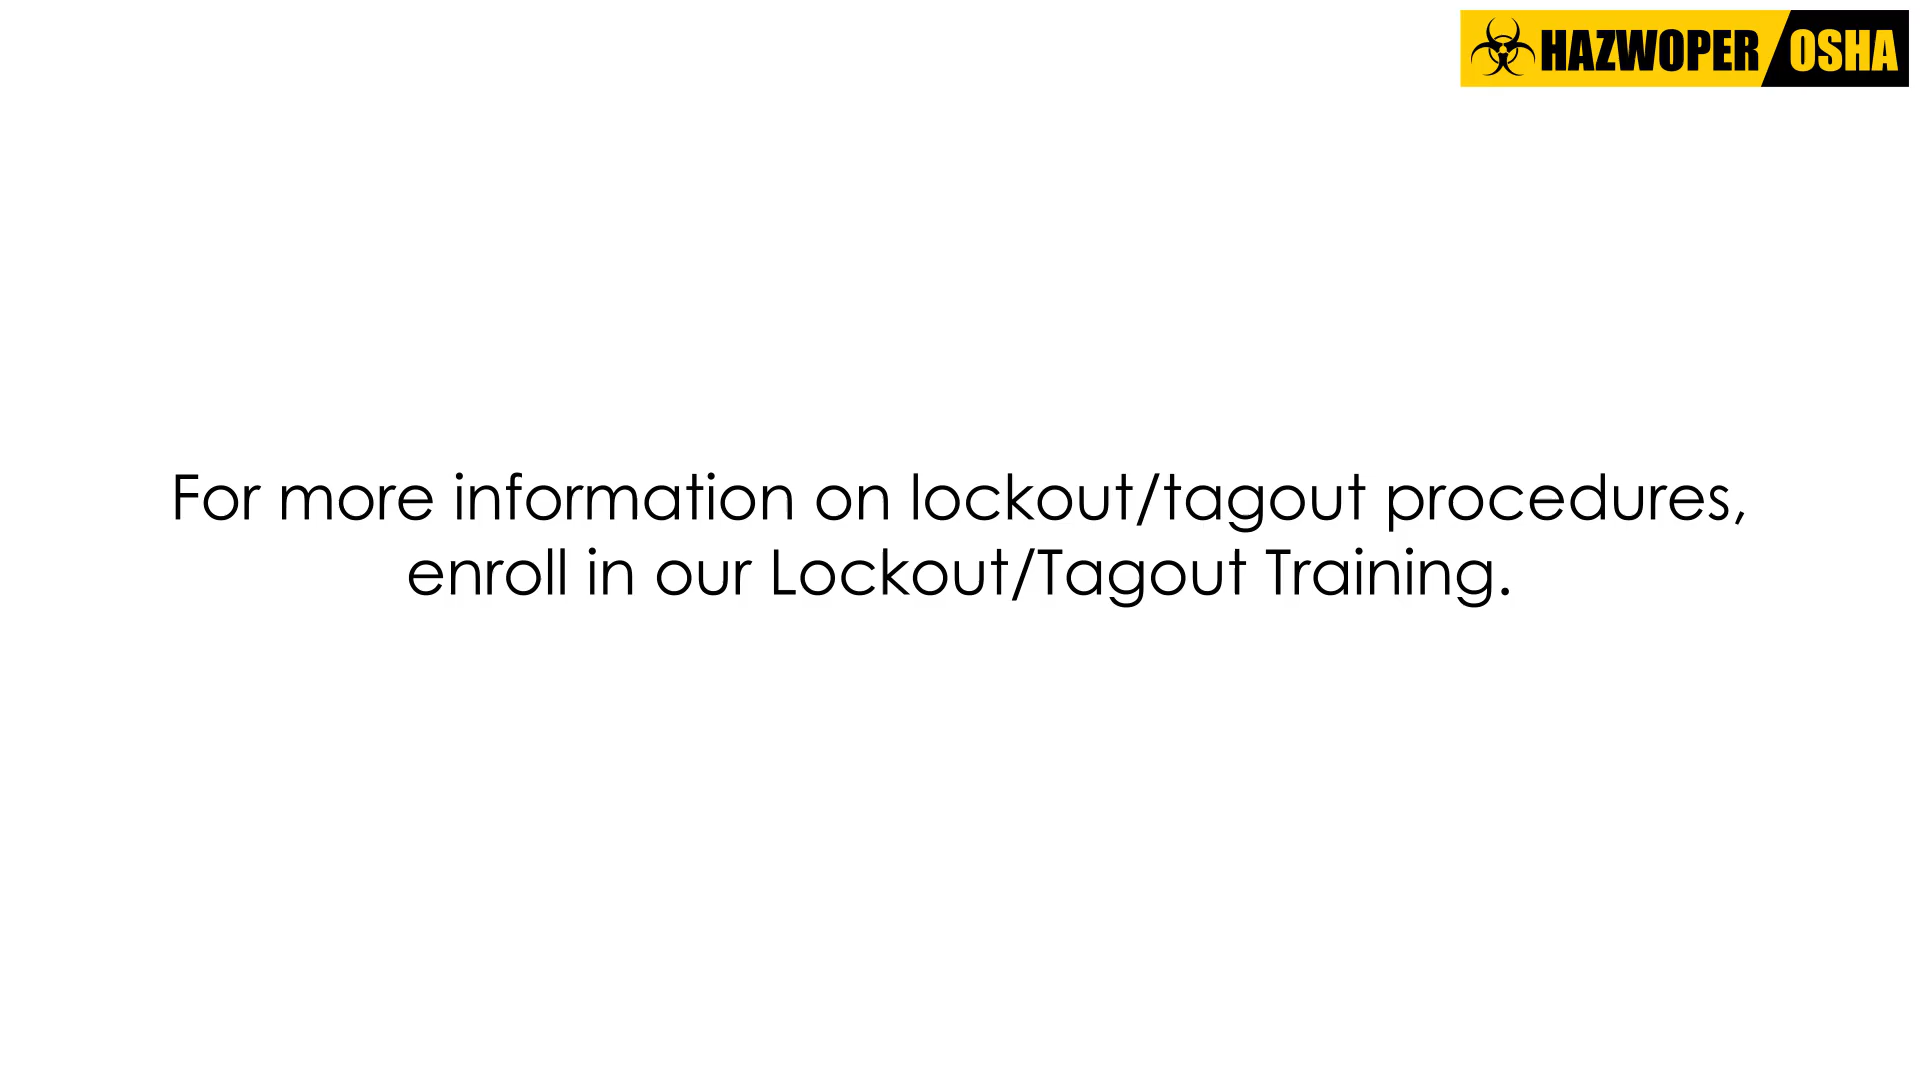 HAZWOPER OSHA
For more information on lockout/tagout procedures,
enroll in our Lockout/Tagout Training.